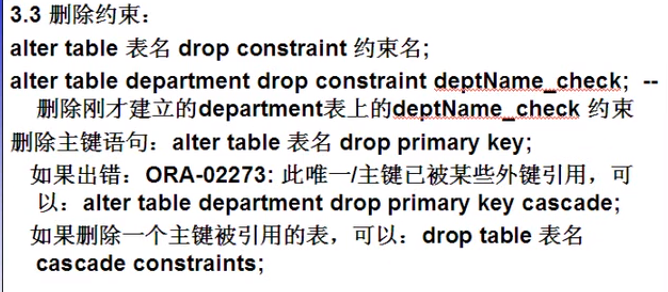 3.3 删除约束：
alter table 表名 drop constraint 约束名;
alter table department drop constraint deptName_check; --
删除刚才建立的department表上的deptName_check 约束
删除主键语句：alter table 表名 drop primary key;
如果出错：ORA-02273: 此唯一/主键已被某些外键引用，可
以：alter table department drop primary key cascade;
如果删除一个主键被引用的表，可以：drop table 表名
cascade constraints;